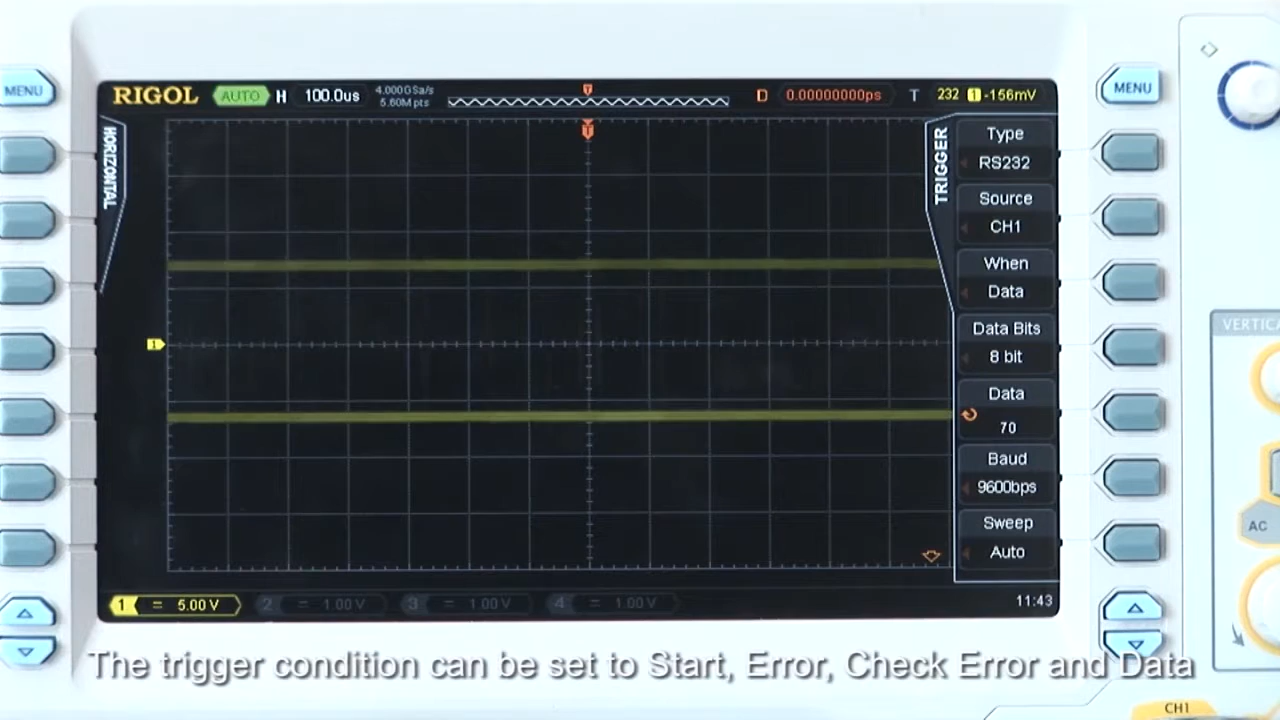 MENU
RIGOL
AUTO
H
100.0us
4.000GSa/s
5.60M pts
T
D
0.00000000ps
T
232
1
-156mV
MENU
HORIZONTAL
T
TRIGGER
Type
RS232
Source
CH1
When
Data
Data Bits
8 bit
Data
70
Baud
9600bps
Sweep
Auto
1
VERTICA
AC
1 = 5.00 V
2 = 1.00 V
3 = 1.00 V
4 = 1.00 V
11:43
The trigger condition can be set to Start, Error, Check Error and Data
CH1